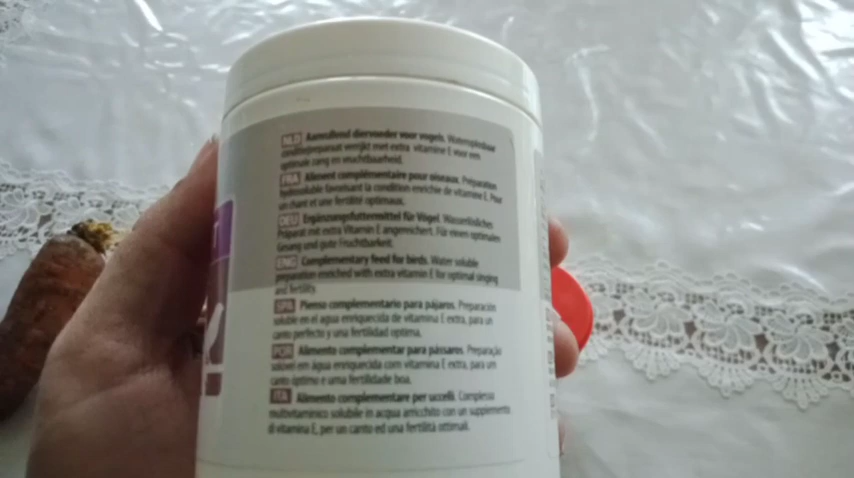 T
NLD Aanvullend diervoeder voor vogels. Wateroplosbaar
conditiepreparaat verrijkt met extra vitamine E voor een
optimale zang en vruchtbaarheid.
FRA Aliment complémentaire pour oiseaux. Préparation
hydrosoluble favorisant la condition enrichie de vitamine E. Pour
un chant et une fertilité optimaux.
DEU Ergänzungsfuttermittel für Vögel. Wasserlösliches
Präparat mit extra Vitamin E angereichert. Für einen optimalen
Gesang und gute Fruchtbarkeit.
ENG Complementary feed for birds. Water soluble
preparation enriched with extra vitamin E for optimal singing
and fertility.
SPA Pienso complementario para pájaros. Preparación
soluble en el agua enriquecida de vitamina E extra, para un
canto perfecto y una fertilidad optima.
POR Alimento complementar para pássaros. Preparação
solúvel em água enriquecida com vitamina E extra, para um
canto óptimo e uma fertilidade boa.
ITA Alimento complementare per uccelli. Complesso
multivitaminico solubile in acqua arricchito con un supplemento
di vitamina E, per un canto ed una fertilità ottimali.